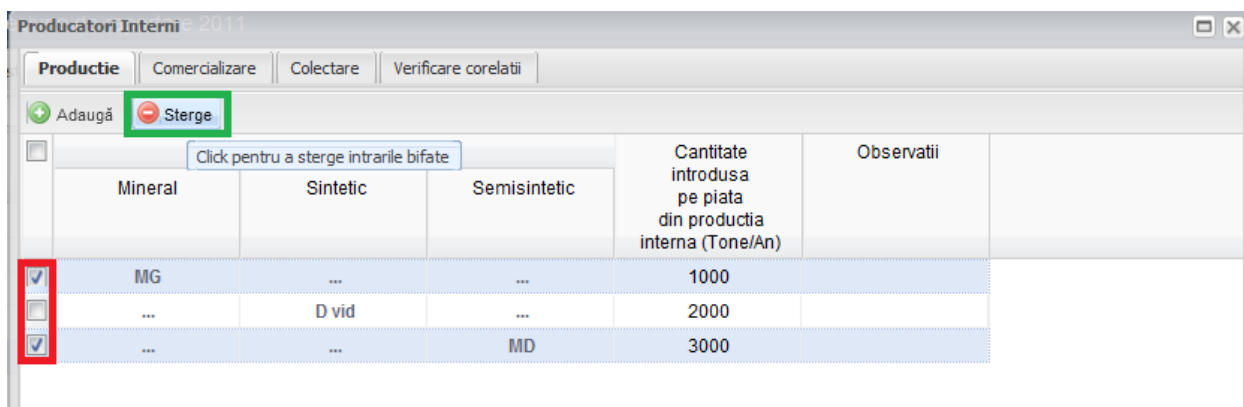 Producatori Interni e 2011
Productie Comercializare Colectare Verificare corelatii
Adaugă Sterge
Click pentru a sterge intrarile bifate
Mineral Sintetic Semisintetic
Cantitate
introdusa
pe piata
din productia
interna (Tone/An)
Observatii
MG ... ... 1000
... D vid ... 2000
... ... MD 3000